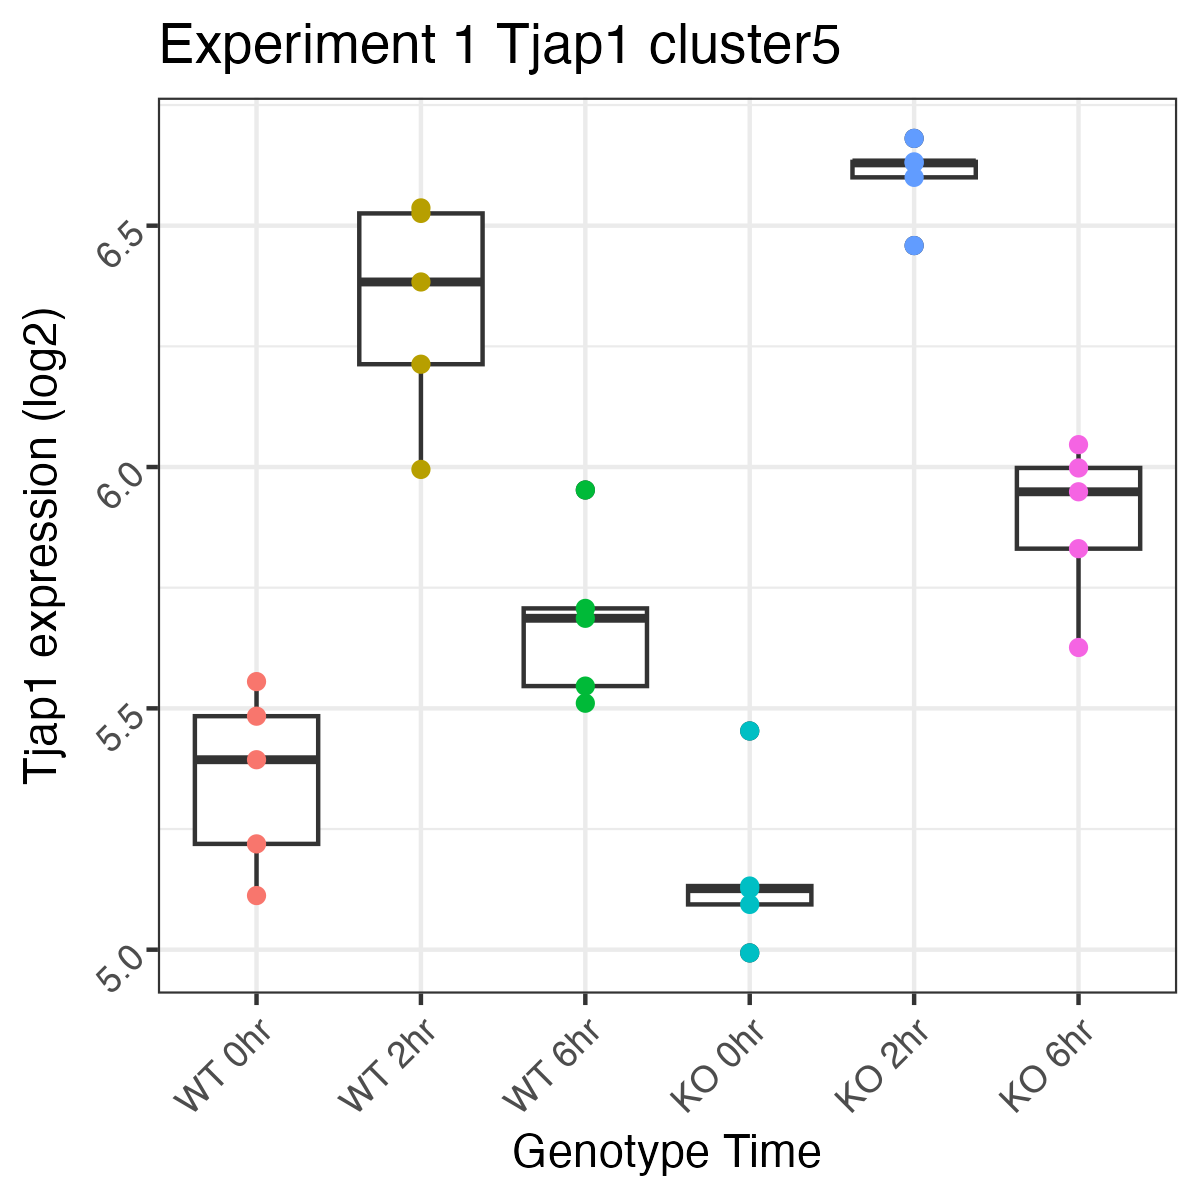 Experiment 1 Tjap1 cluster5
Tjap1 expression (log2)
6.5
6.0
5.5
5.0
WT 0hr
WT 2hr
WT 6hr
KO 0hr
KO 2hr
KO 6hr
Genotype Time